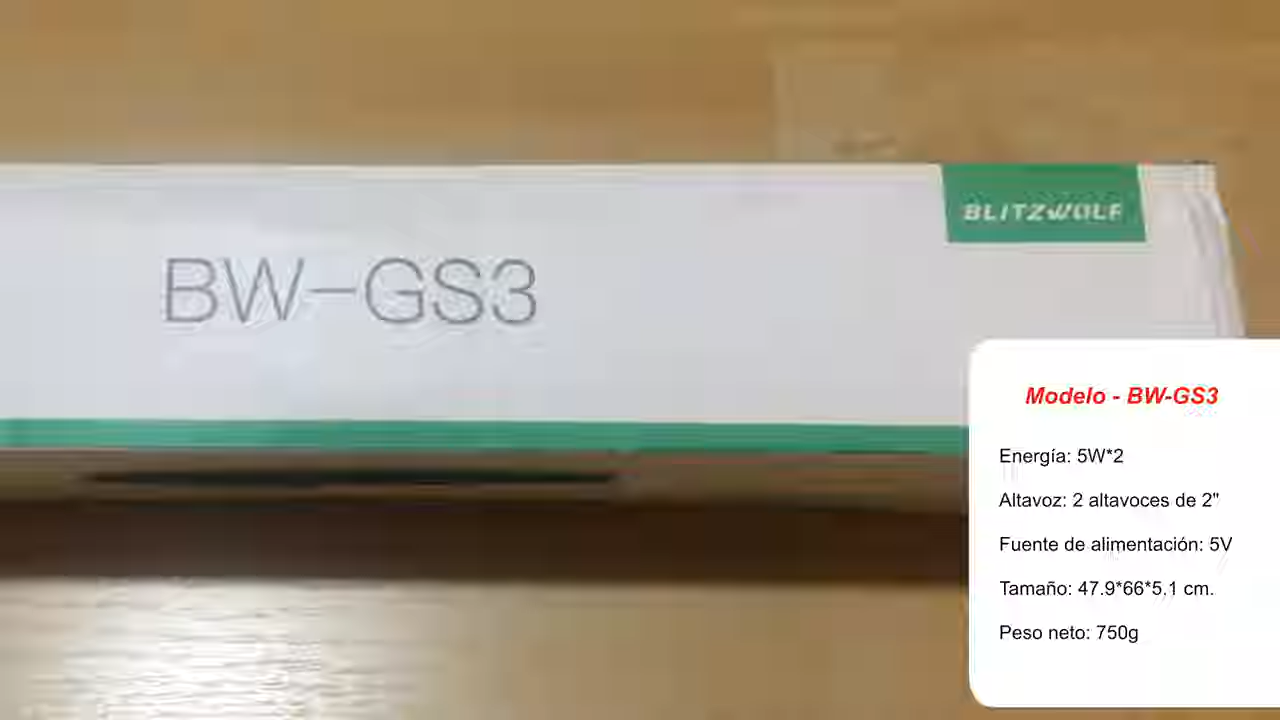 BLITZWOLF
BW-GS3
Modelo - BW-GS3
Energía: 5W*2
Altavoz: 2 altavoces de 2"
Fuente de alimentación: 5V
Tamaño: 47.9*66*5.1 cm.
Peso neto: 750g